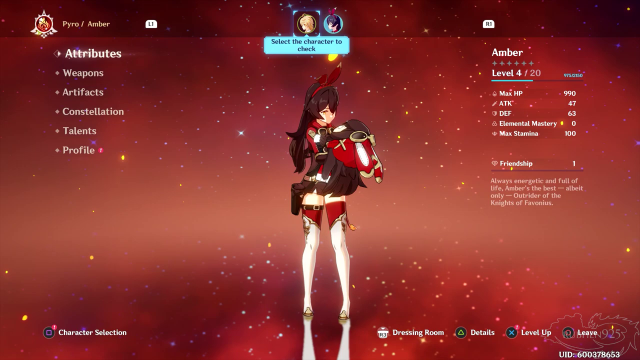 Pyro / Amber
L1
R1
Select the character to
check
Attributes
Weapons
Artifacts
Constellation
Talents
Profile
Amber
Level 4 / 20
Max HP 990
ATK 47
DEF 63
Elemental Mastery 0
Max Stamina 100
Friendship 1
Always energetic and full of
life, Amber's the best — albeit
only — Outrider of the
Knights of Favonius.
Character Selection
Dressing Room
Details
Level Up
Leave
UID: 600378653